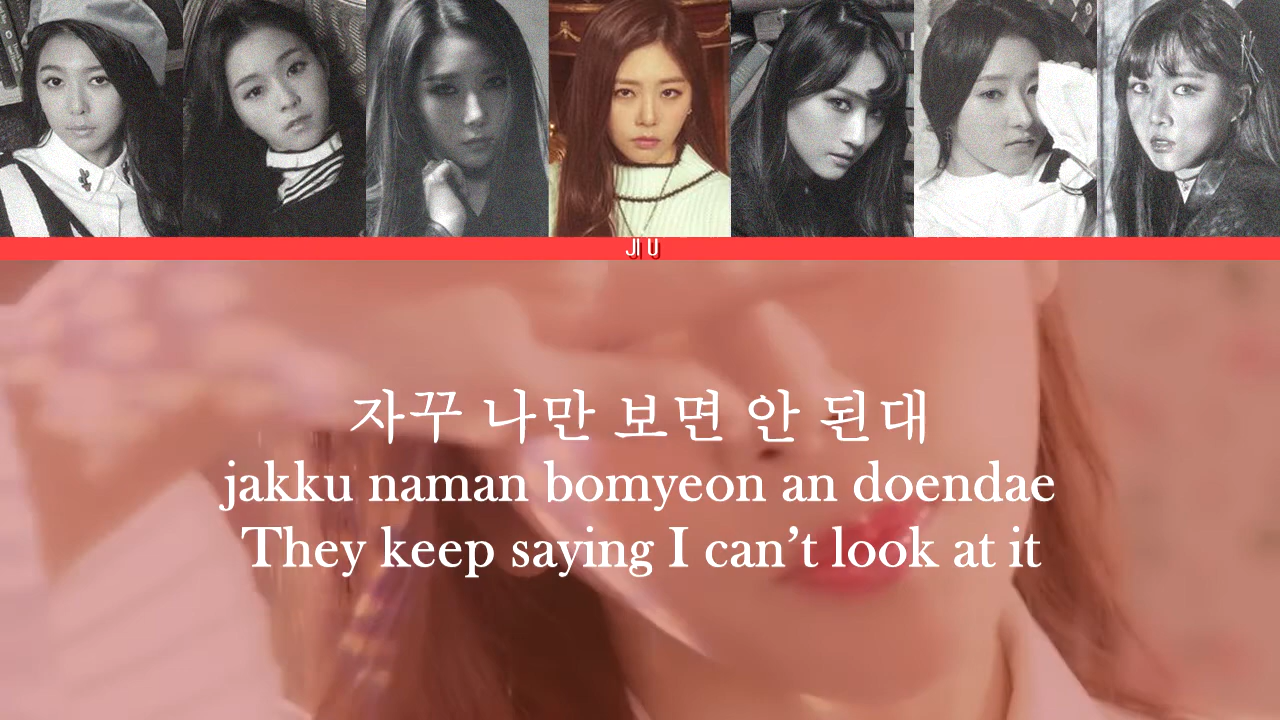 JI U
자꾸 나만 보면 안 된대
jakku naman bomyeon an doendae
They keep saying I can’t look at it